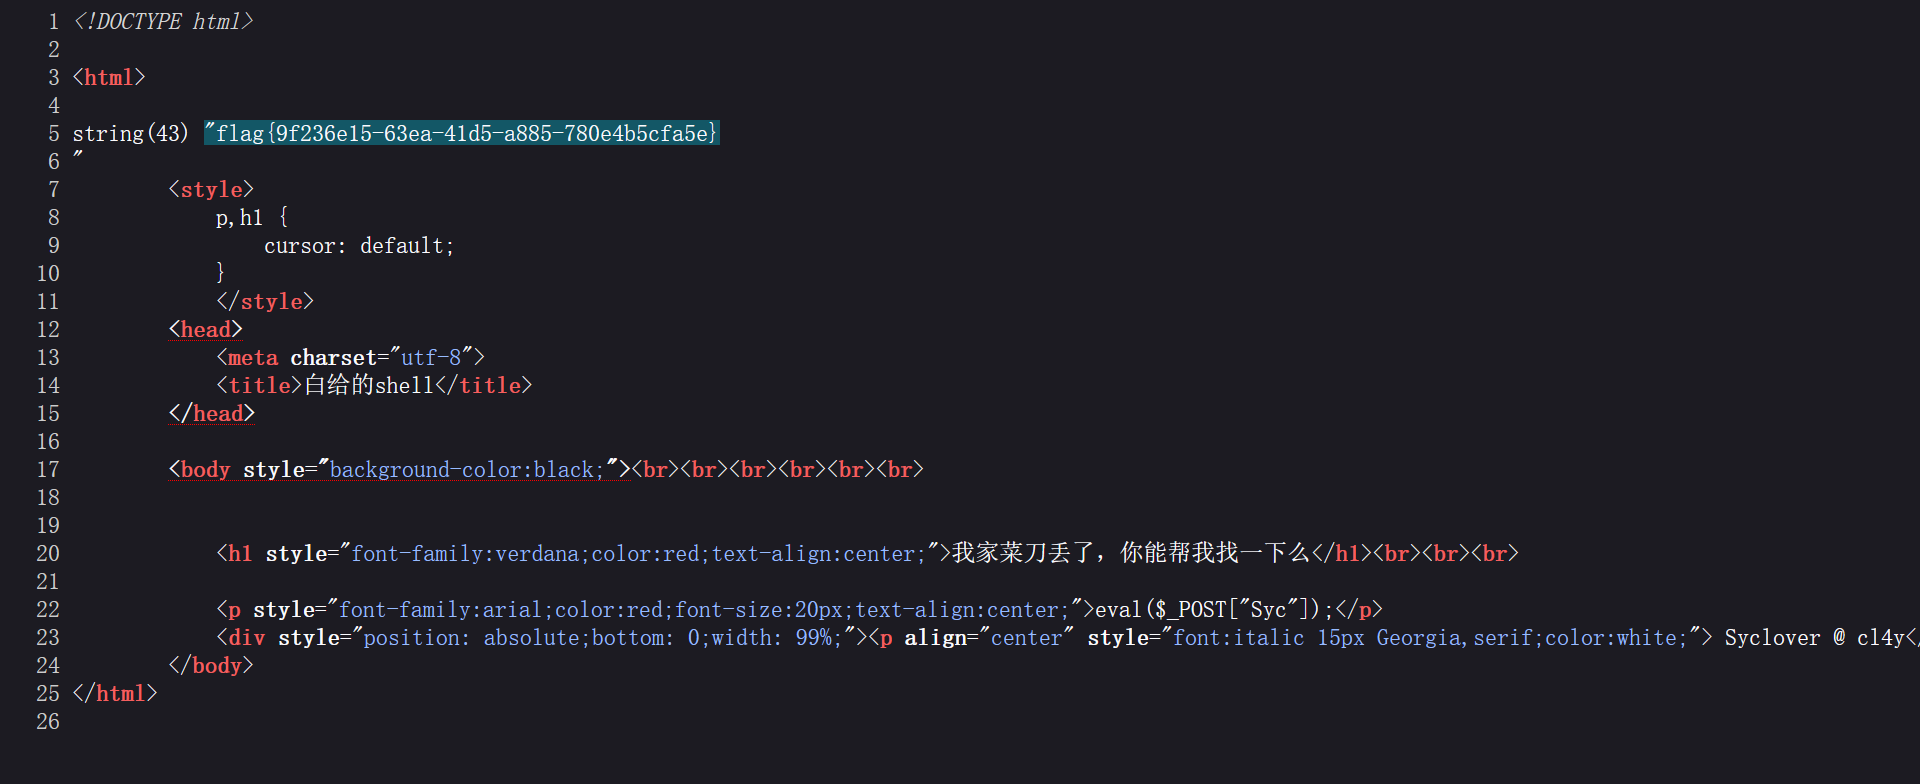 1 <!DOCTYPE html>
2
3 <html>
4
5 string(43) "flag{9f236e15-63ea-41d5-a885-780e4b5cfa5e}
6 "
7 <style>
8 p,h1 {
9 cursor: default;
10 }
11 </style>
12 <head>
13 <meta charset="utf-8">
14 <title>白给的shell</title>
15 </head>
16
17 <body style="background-color:black;"><br><br><br><br><br><br>
18
19
20 <h1 style="font-family:verdana;color:red;text-align:center;">我家菜刀丢了，你能帮我找一下么</h1><br><br><br>
21
22 <p style="font-family:arial;color:red;font-size:20px;text-align:center;">eval($_POST["Syc"]);</p>
23 <div style="position: absolute;bottom: 0;width: 99%;"><p align="center" style="font:italic 15px Georgia,serif;color:white;"> Syclover @ cl4y</
24 </body>
25 </html>
26